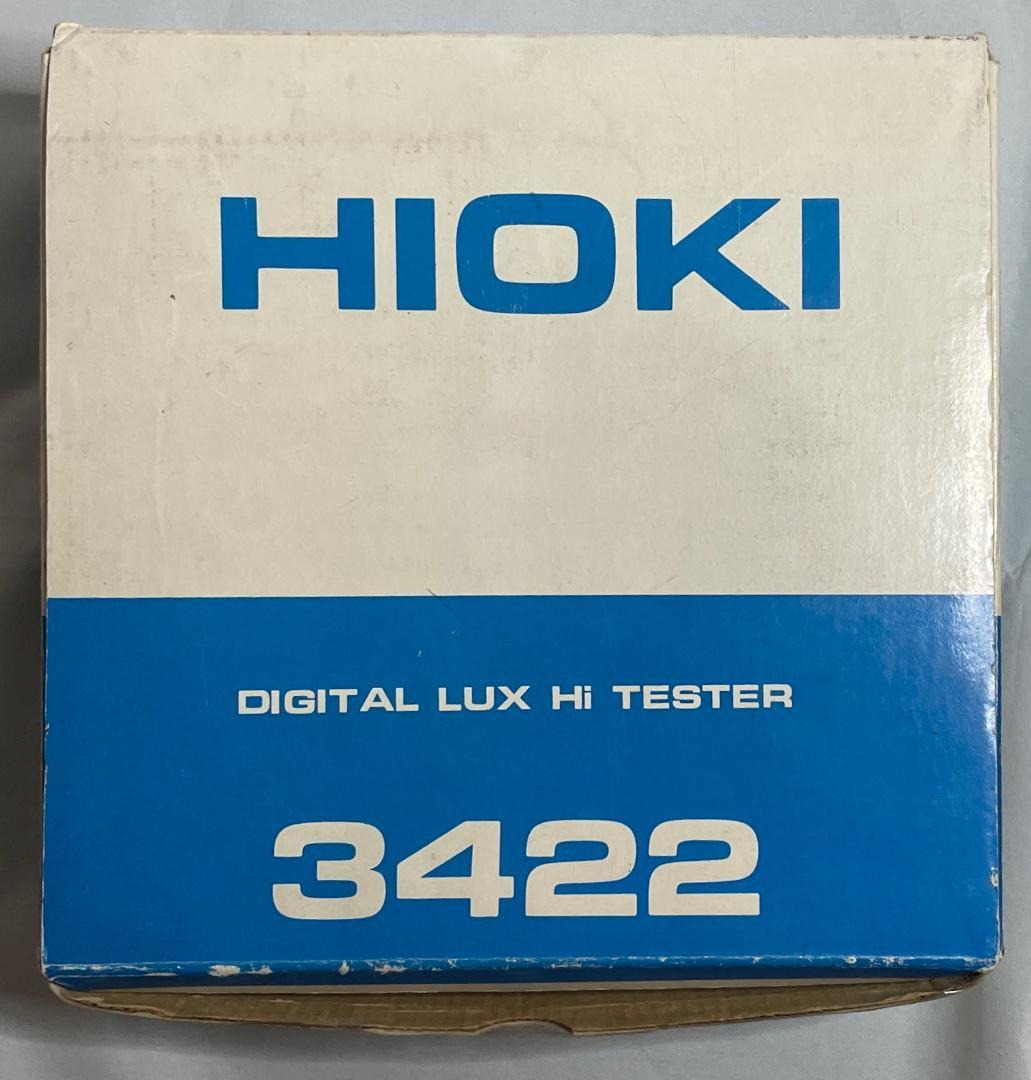 HIOKI
DIGITAL LUX Hi TESTER
3422